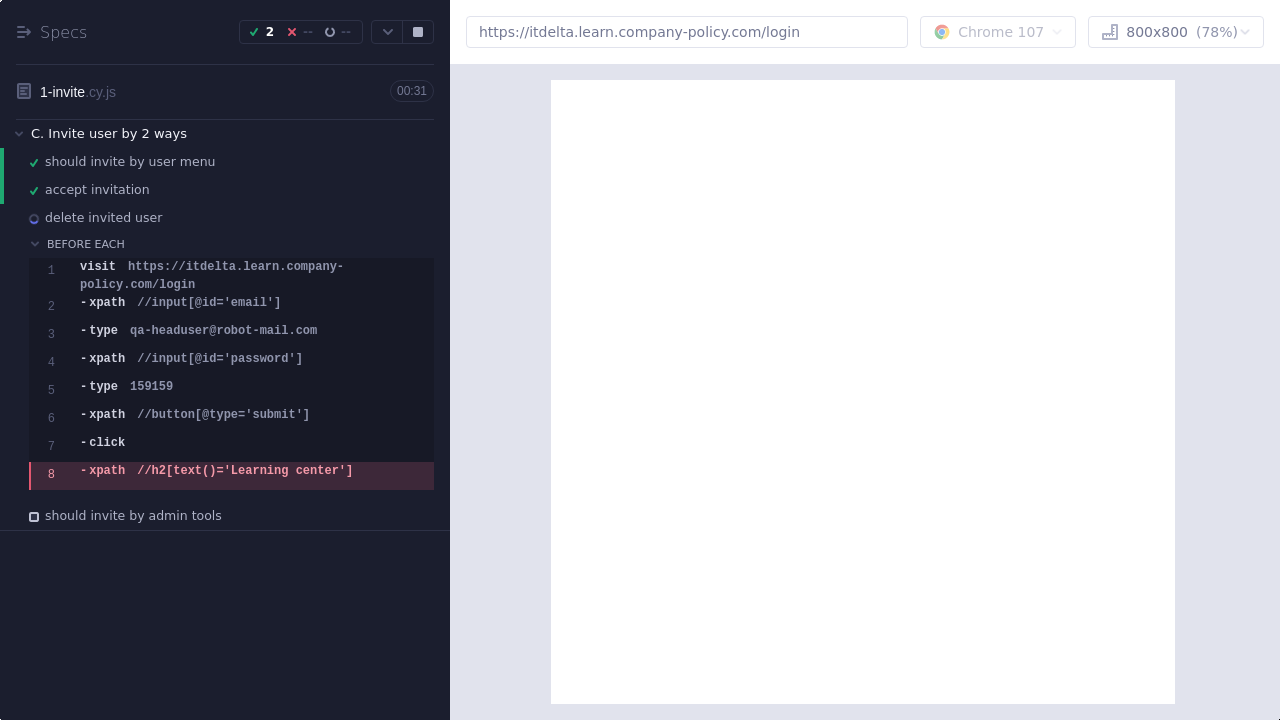 Specs
2
--
--
1-invite.cy.js
00:31
C. Invite user by 2 ways
should invite by user menu
accept invitation
delete invited user
BEFORE EACH
1 visit https://itdelta.learn.company-
policy.com/login
2 -xpath //input[@id='email']
3 -type qa-headuser@robot-mail.com
4 -xpath //input[@id='password']
5 -type 159159
6 -xpath //button[@type='submit']
7 -click
8 -xpath //h2[text()='Learning center']
should invite by admin tools
https://itdelta.learn.company-policy.com/login
Chrome 107
800x800 (78%)